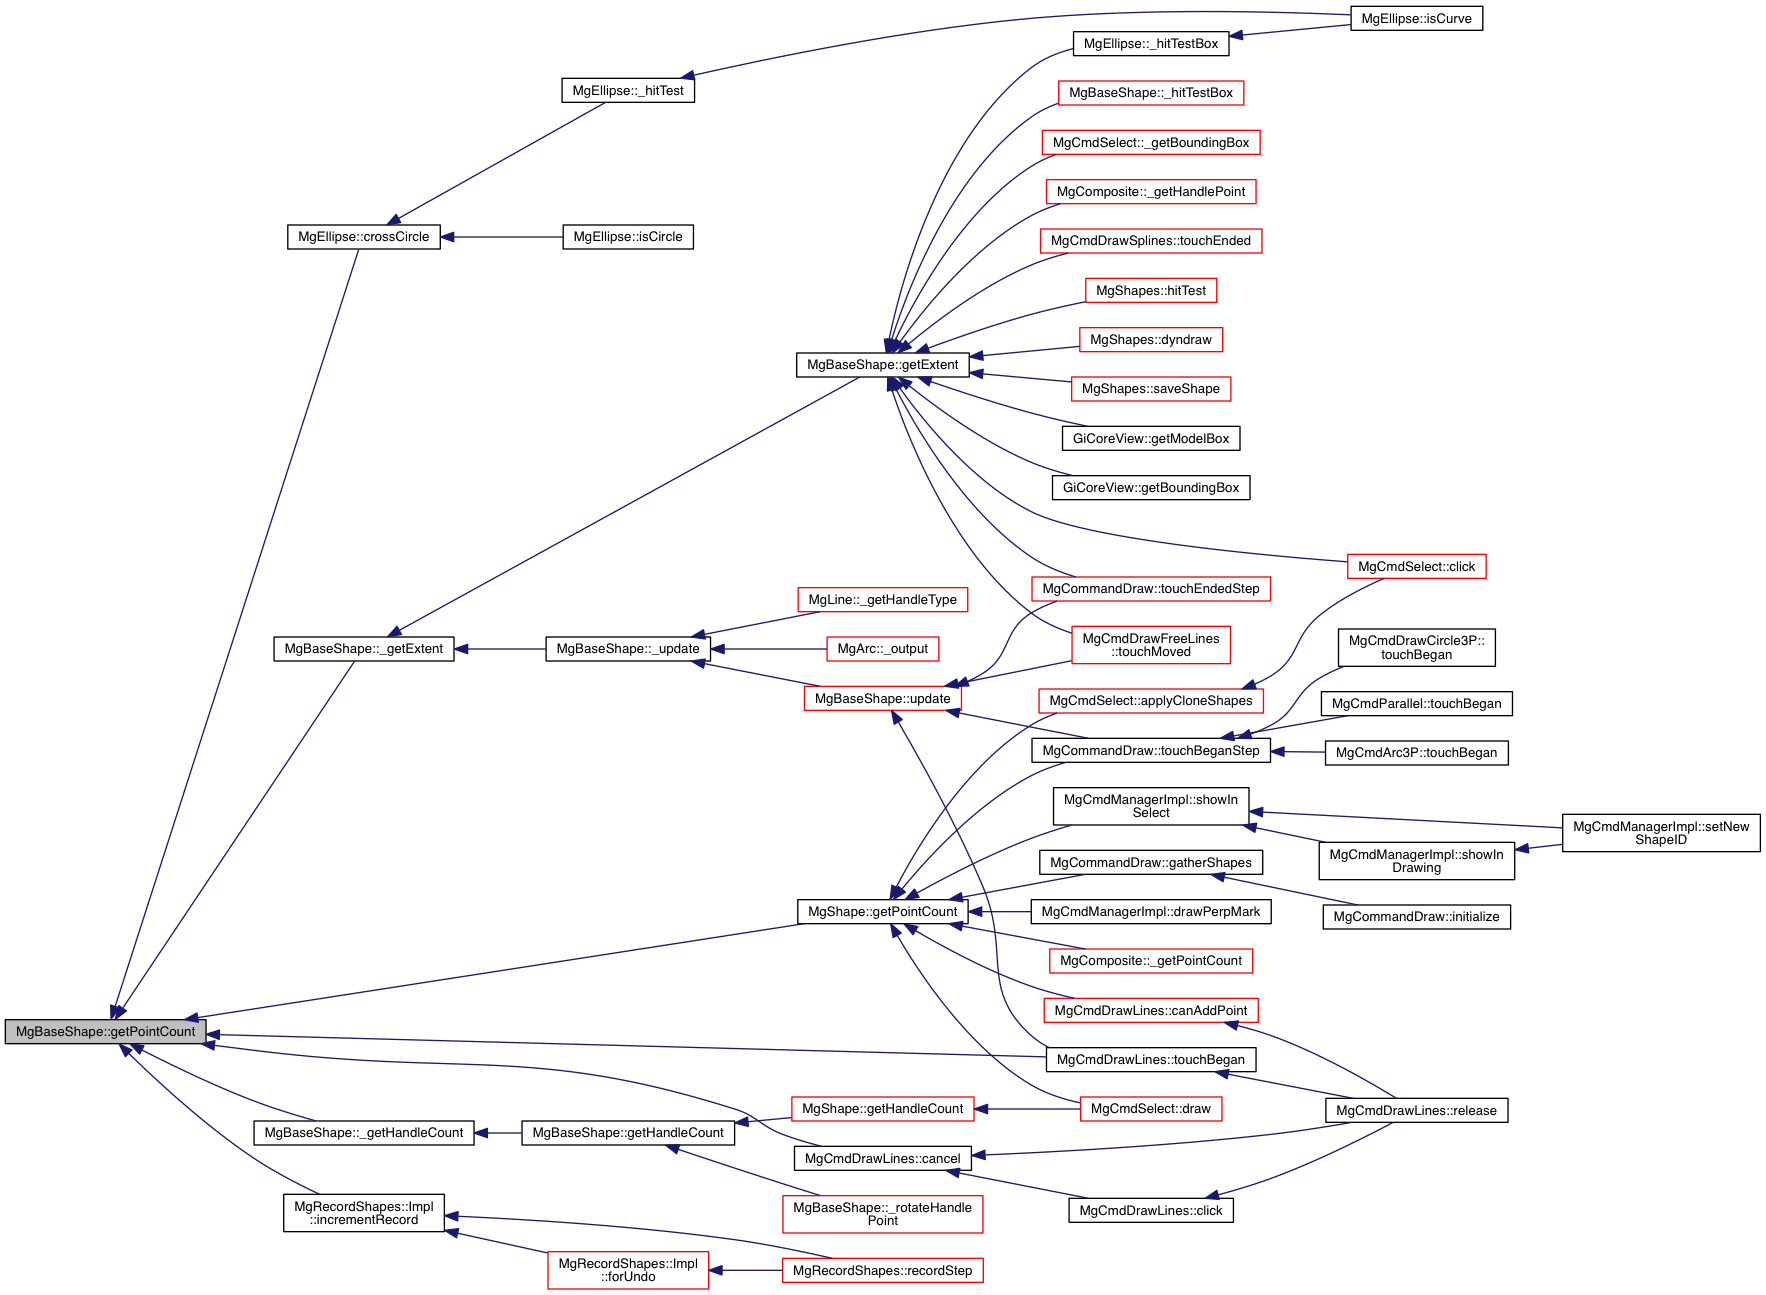 MgEllipse::isCurve
MgEllipse::_hitTestBox
MgEllipse::_hitTest
MgBaseShape::_hitTestBox
MgCmdSelect::_getBoundingBox
MgComposite::_getHandlePoint
MgEllipse::crossCircle
MgEllipse::isCircle
MgCmdDrawSplines::touchEnded
MgShapes::hitTest
MgShapes::dyndraw
MgBaseShape::getExtent
MgShapes::saveShape
GiCoreView::getModelBox
GiCoreView::getBoundingBox
MgCmdSelect::click
MgCommandDraw::touchEndedStep
MgLine::_getHandleType
MgBaseShape::_getExtent
MgBaseShape::_update
MgArc::_output
MgCmdDrawFreeLines
::touchMoved
MgCmdDrawCircle3P::
touchBegan
MgBaseShape::update
MgCmdSelect::applyCloneShapes
MgCmdParallel::touchBegan
MgCommandDraw::touchBeganStep
MgCmdArc3P::touchBegan
MgCmdManagerImpl::showIn
Select
MgCmdManagerImpl::setNew
ShapeID
MgCmdManagerImpl::showIn
Drawing
MgCommandDraw::gatherShapes
MgShape::getPointCount
MgCmdManagerImpl::drawPerpMark
MgCommandDraw::initialize
MgComposite::_getPointCount
MgCmdDrawLines::canAddPoint
MgBaseShape::getPointCount
MgCmdDrawLines::touchBegan
MgShape::getHandleCount
MgCmdSelect::draw
MgCmdDrawLines::release
MgBaseShape::_getHandleCount
MgBaseShape::getHandleCount
MgCmdDrawLines::cancel
MgRecordShapes::Impl
::incrementRecord
MgBaseShape::_rotateHandle
Point
MgCmdDrawLines::click
MgRecordShapes::Impl
::forUndo
MgRecordShapes::recordStep